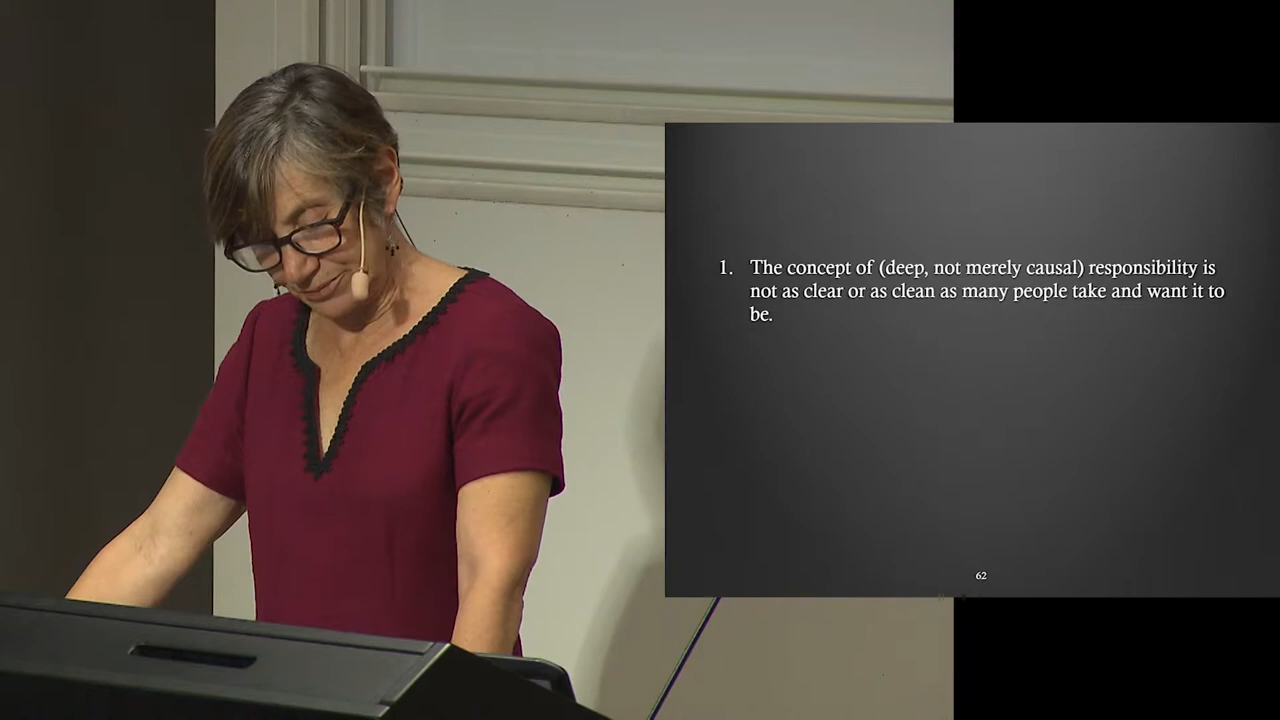 1. The concept of (deep, not merely causal) responsibility is
not as clear or as clean as many people take and want it to
be.
62